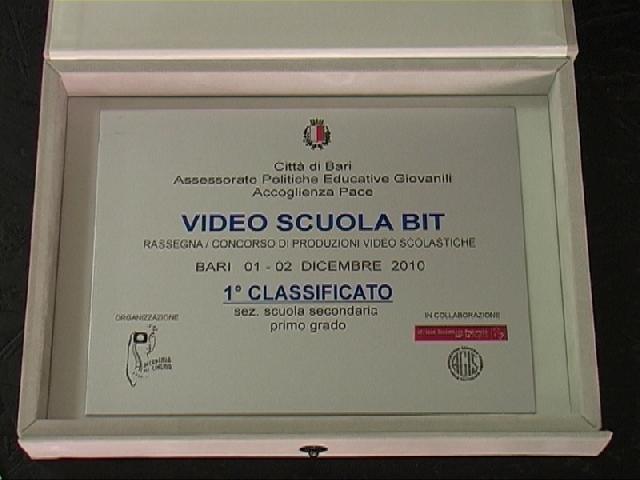 Città di Bari
Assessorato Politiche Educative Giovanili
Accoglienza Pace
VIDEO SCUOLA BIT
RASSEGNA / CONCORSO DI PRODUZIONI VIDEO SCOLASTICHE
BARI 01 - 02 DICEMBRE 2010
1° CLASSIFICATO
sez. scuola secondaria
primo grado
ORGANIZZAZIONE
IN COLLABORAZIONE
AGIS